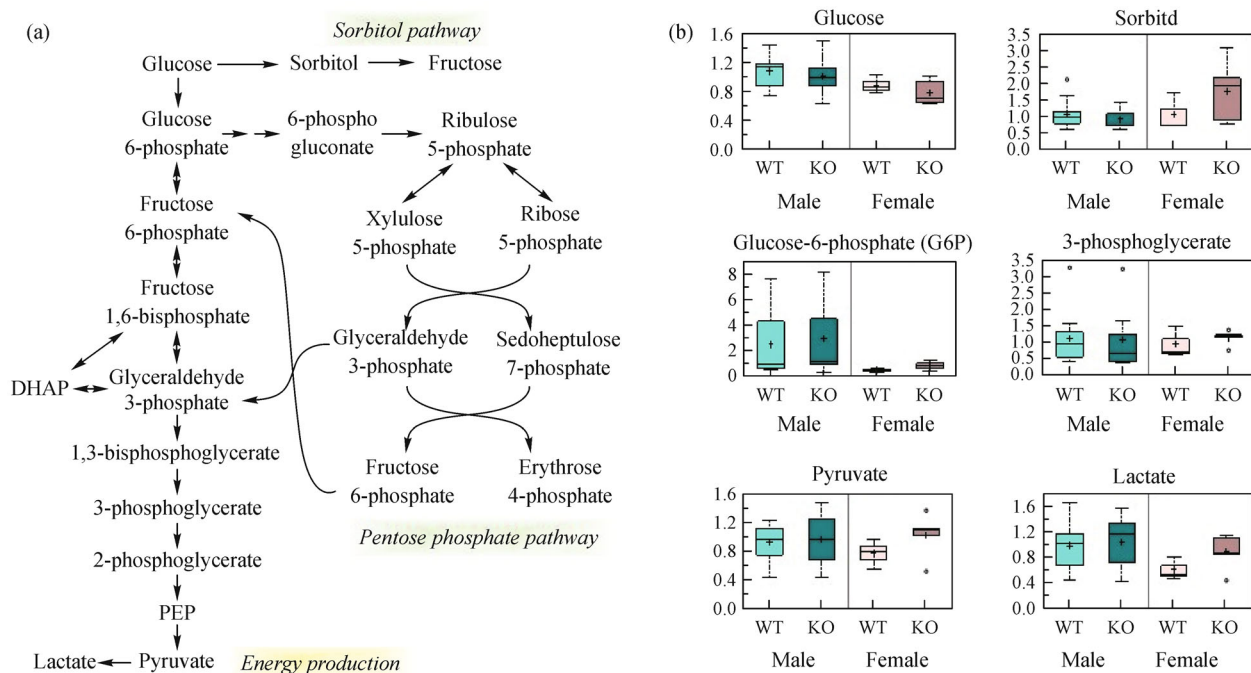 (a)
Sorbitol pathway
Glucose
Sorbitol
Fructose
Glucose
6-phosphate
6-phospho
gluconate
Ribulose
5-phosphate
Fructose
6-phosphate
Xylulose
5-phosphate
Ribose
5-phosphate
Fructose
1,6-bisphosphate
Glyceraldehyde
3-phosphate
Sedoheptulose
7-phosphate
DHAP
Glyceraldehyde
3-phosphate
1,3-bisphosphoglycerate
Fructose
6-phosphate
Erythrose
4-phosphate
3-phosphoglycerate
Pentose phosphate pathway
2-phosphoglycerate
PEP
Lactate
Pyruvate
Energy production
(b)
Glucose
1.6
1.2
0.8
0.4
0
WT KO WT KO
Male Female
Sorbitd
3.5
3.0
2.5
2.0
1.5
1.0
0.5
0.0
WT KO WT KO
Male Female
Glucose-6-phosphate (G6P)
8
6
4
2
0
WT KO WT KO
Male Female
3-phosphoglycerate
3.5
3.0
2.5
2.0
1.5
1.0
0.5
0.0
WT KO WT KO
Male Female
Pyruvate
1.6
1.2
0.8
0.4
0.0
WT KO WT KO
Male Female
Lactate
1.6
1.2
0.8
0.4
0.0
WT KO WT KO
Male Female